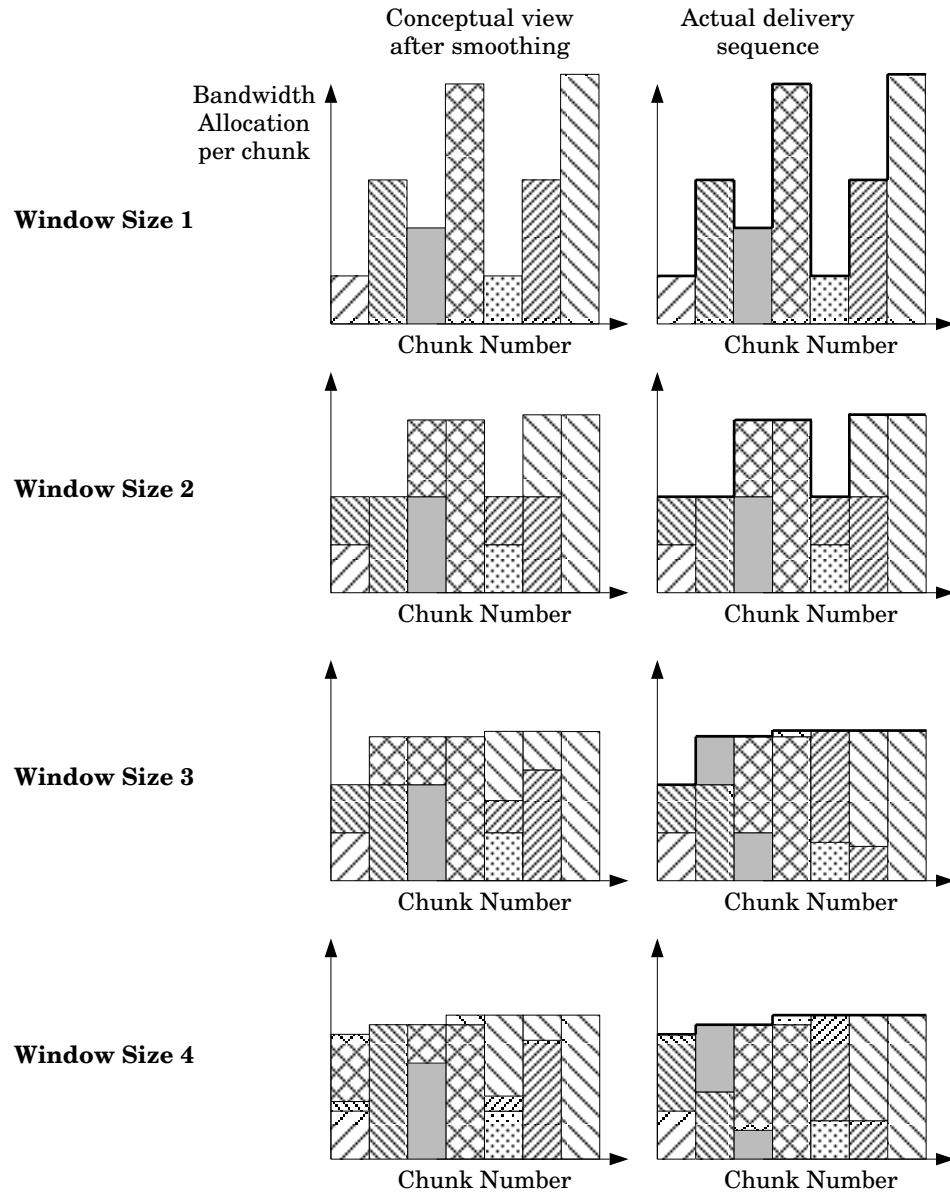 Conceptual view
after smoothing
Actual delivery
sequence
Bandwidth
Allocation
per chunk
Window Size 1
Chunk Number
Chunk Number
Window Size 2
Chunk Number
Chunk Number
Window Size 3
Chunk Number
Chunk Number
Window Size 4
Chunk Number
Chunk Number